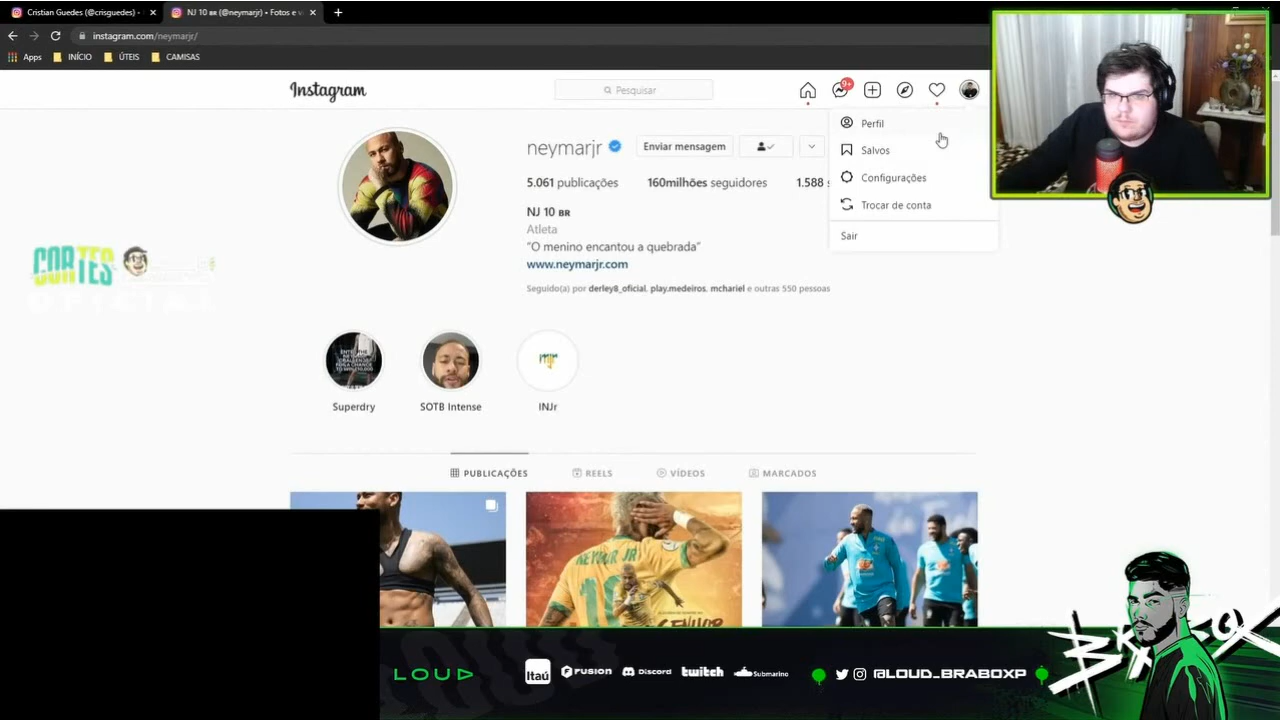 Cristian Guedes (@crisguedes) •
NJ 10 ʙʀ (@neymarjr) • Fotos e v
instagram.com/neymarjr/
Apps INÍCIO ÚTEIS CAMISAS
Instagram
Pesquisar
9+
Perfil
Salvos
Configurações
Trocar de conta
Sair
neymarjr
Enviar mensagem
5.061 publicações 160milhões seguidores 1.588 s
NJ 10 ʙʀ
Atleta
“O menino encantou a quebrada”
www.neymarjr.com
Seguido(a) por derley8_oficial, play.medeiros, mchariel e outras 550 pessoas
CORTES
OFICIAL
Superdry SOTB Intense INJr
PUBLICAÇÕES REELS VÍDEOS MARCADOS
NEYMAR JR
10
LOUD Itaú FUSION Discord twitch Submarino @LOUD_BRABOXP